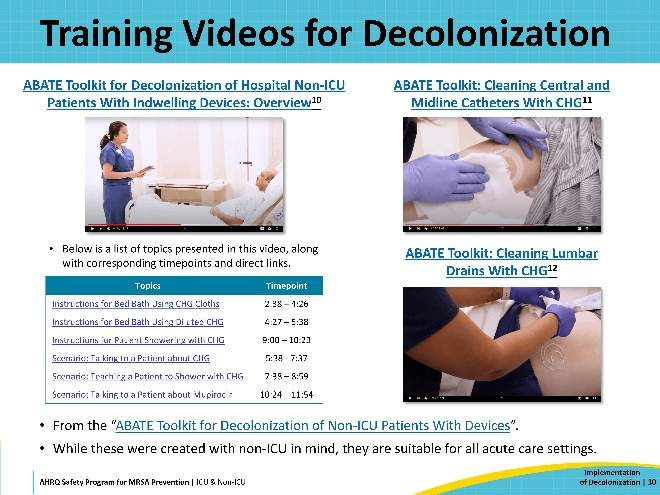 Training Videos for Decolonization
ABATE Toolkit for Decolonization of Hospital Non-ICU
Patients With Indwelling Devices: Overview10
• Below is a list of topics presented in this video, along
with corresponding timepoints and direct links.
Topics Timepoint
Instructions for Bed Bath Using CHG Cloths 2:38 – 4:26
Instructions for Bed Bath Using Diluted CHG 4:27 – 5:38
Instructions for Patient Showering with CHG 9:00 – 10:23
Scenario: Talking to a Patient about CHG 5:38 - 7:37
Scenario: Teaching a Patient to Shower with CHG 7:38 – 8:59
Scenario: Talking to a Patient about Mupirocin 10:24 – 11:54
ABATE Toolkit: Cleaning Central and
Midline Catheters With CHG11
ABATE Toolkit: Cleaning Lumbar
Drains With CHG12
• From the “ABATE Toolkit for Decolonization of Non-ICU Patients With Devices”.
• While these were created with non-ICU in mind, they are suitable for all acute care settings.
AHRQ Safety Program for MRSA Prevention | ICU & Non-ICU
Implementation
of Decolonization | 10